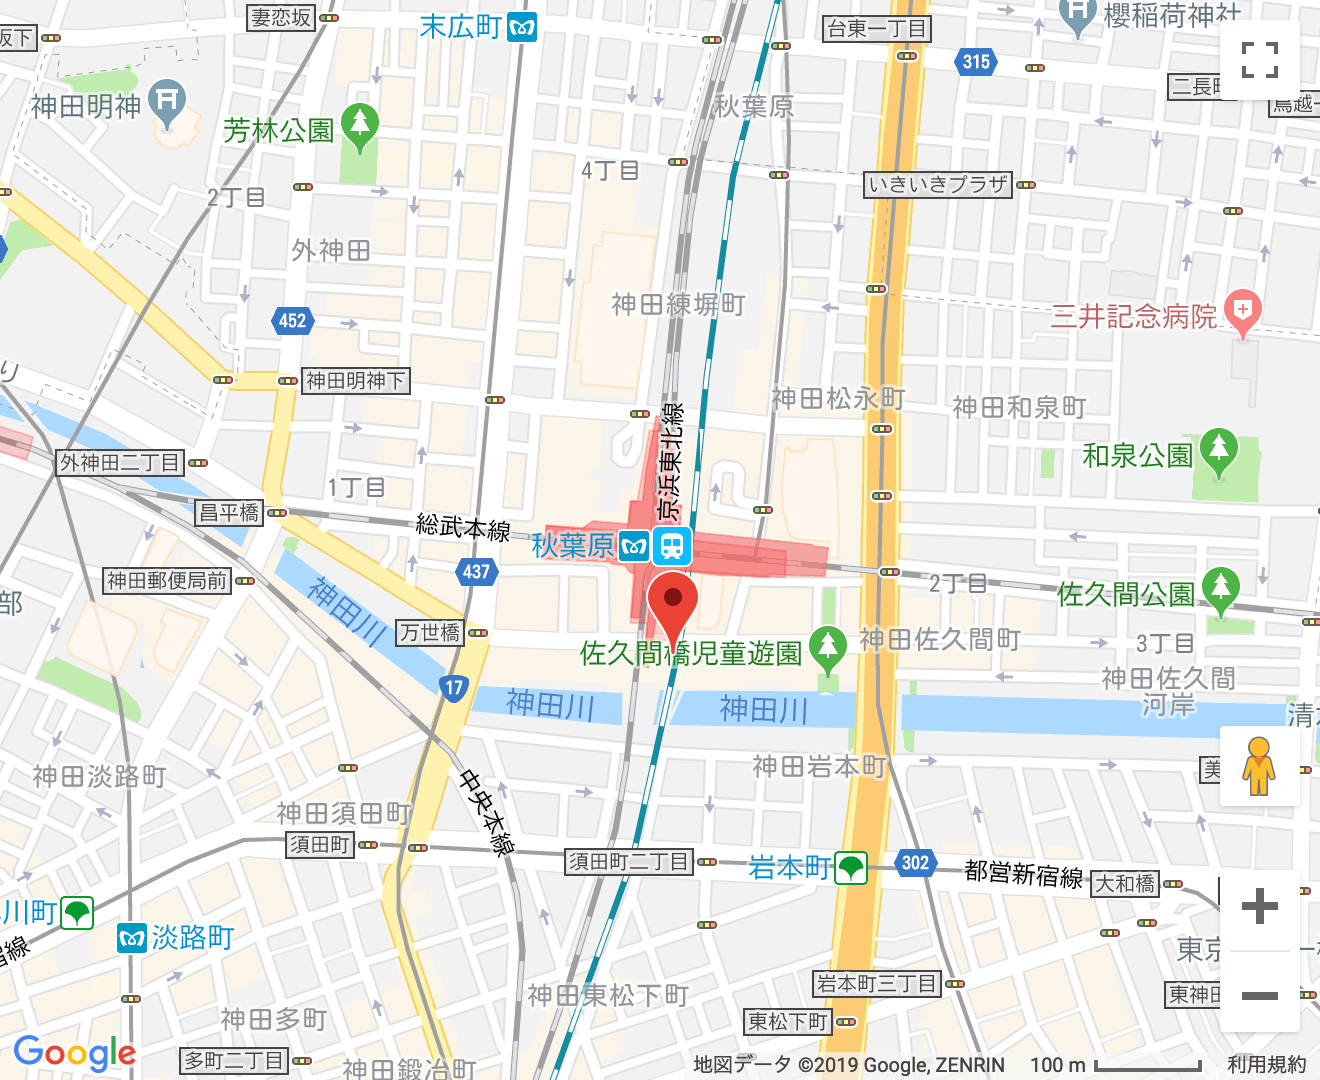 妻恋坂
末広町
台東一丁目
櫻稲荷神社
坂下
315
二長町
鳥越一
神田明神
秋葉原
芳林公園
4丁目
いきいきプラザ
2丁目
外神田
神田練塀町
三井記念病院
452
神田明神下
神田松永町
神田和泉町
京浜東北線
和泉公園
外神田二丁目
1丁目
昌平橋
総武本線
秋葉原
437
2丁目
神田郵便局前
佐久間公園
部
神田川
万世橋
佐久間橋児童遊園
神田佐久間町
3丁目
神田佐久間
河岸
17
神田川
神田川
清
神田淡路町
神田岩本町
美
中央本線
神田須田町
須田町
須田町二丁目
岩本町
302
都営新宿線
大和橋
川町
淡路町
宿線
東京
岩本町三丁目
東神田
神田東松下町
神田多町
東松下町
Google
多町二丁目
神田鍛冶町
地図データ ©2019 Google, ZENRIN
100 m
利用規約